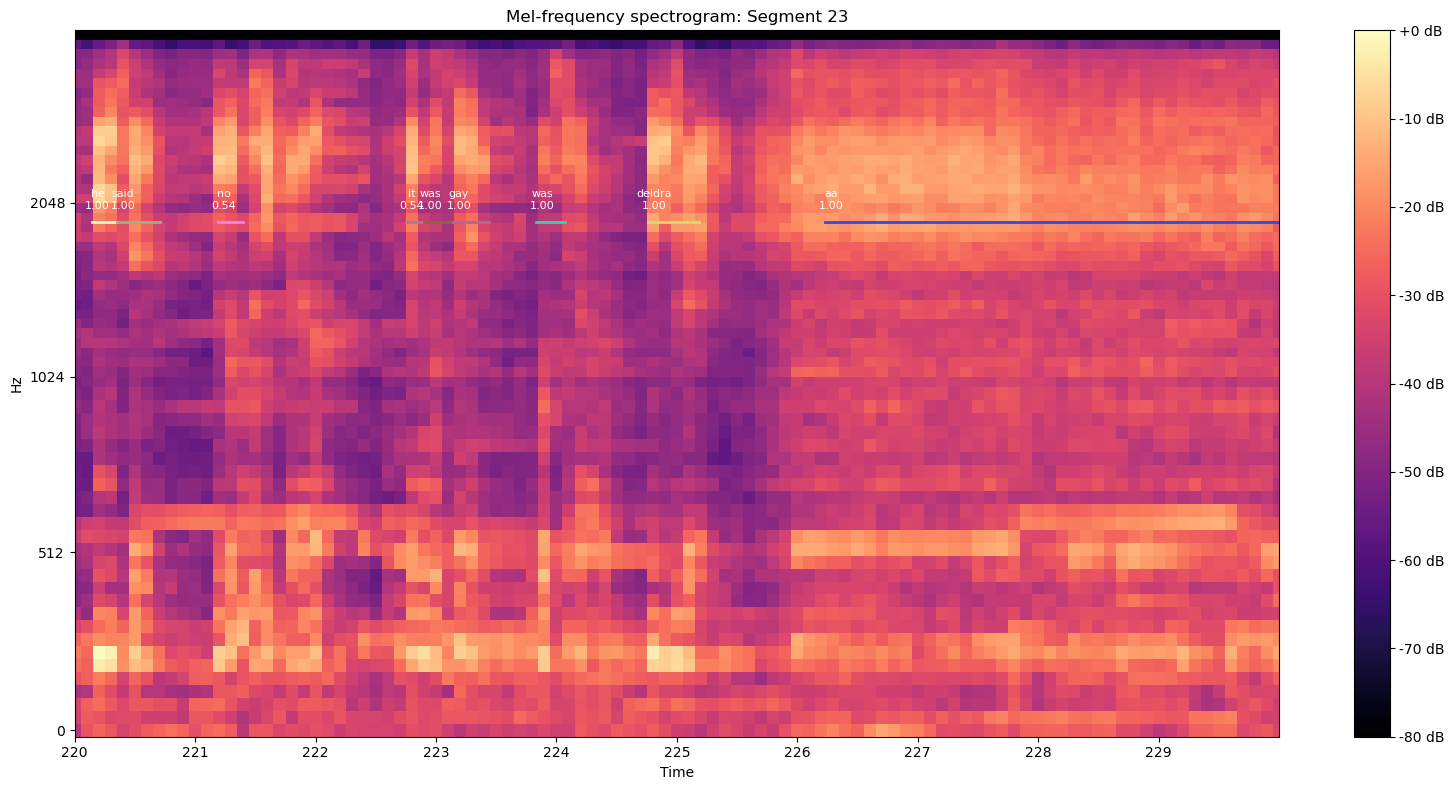 Mel-frequency spectrogram: Segment 23
+0 dB
-10 dB
-20 dB
-30 dB
-40 dB
-50 dB
-60 dB
-70 dB
-80 dB
he said no it was gay was deidra aa
1.00 1.00 0.54 0.54 1.00 1.00 1.00 1.00 1.00
2048
1024
512
0
Hz
220 221 222 223 224 225 226 227 228 229
Time